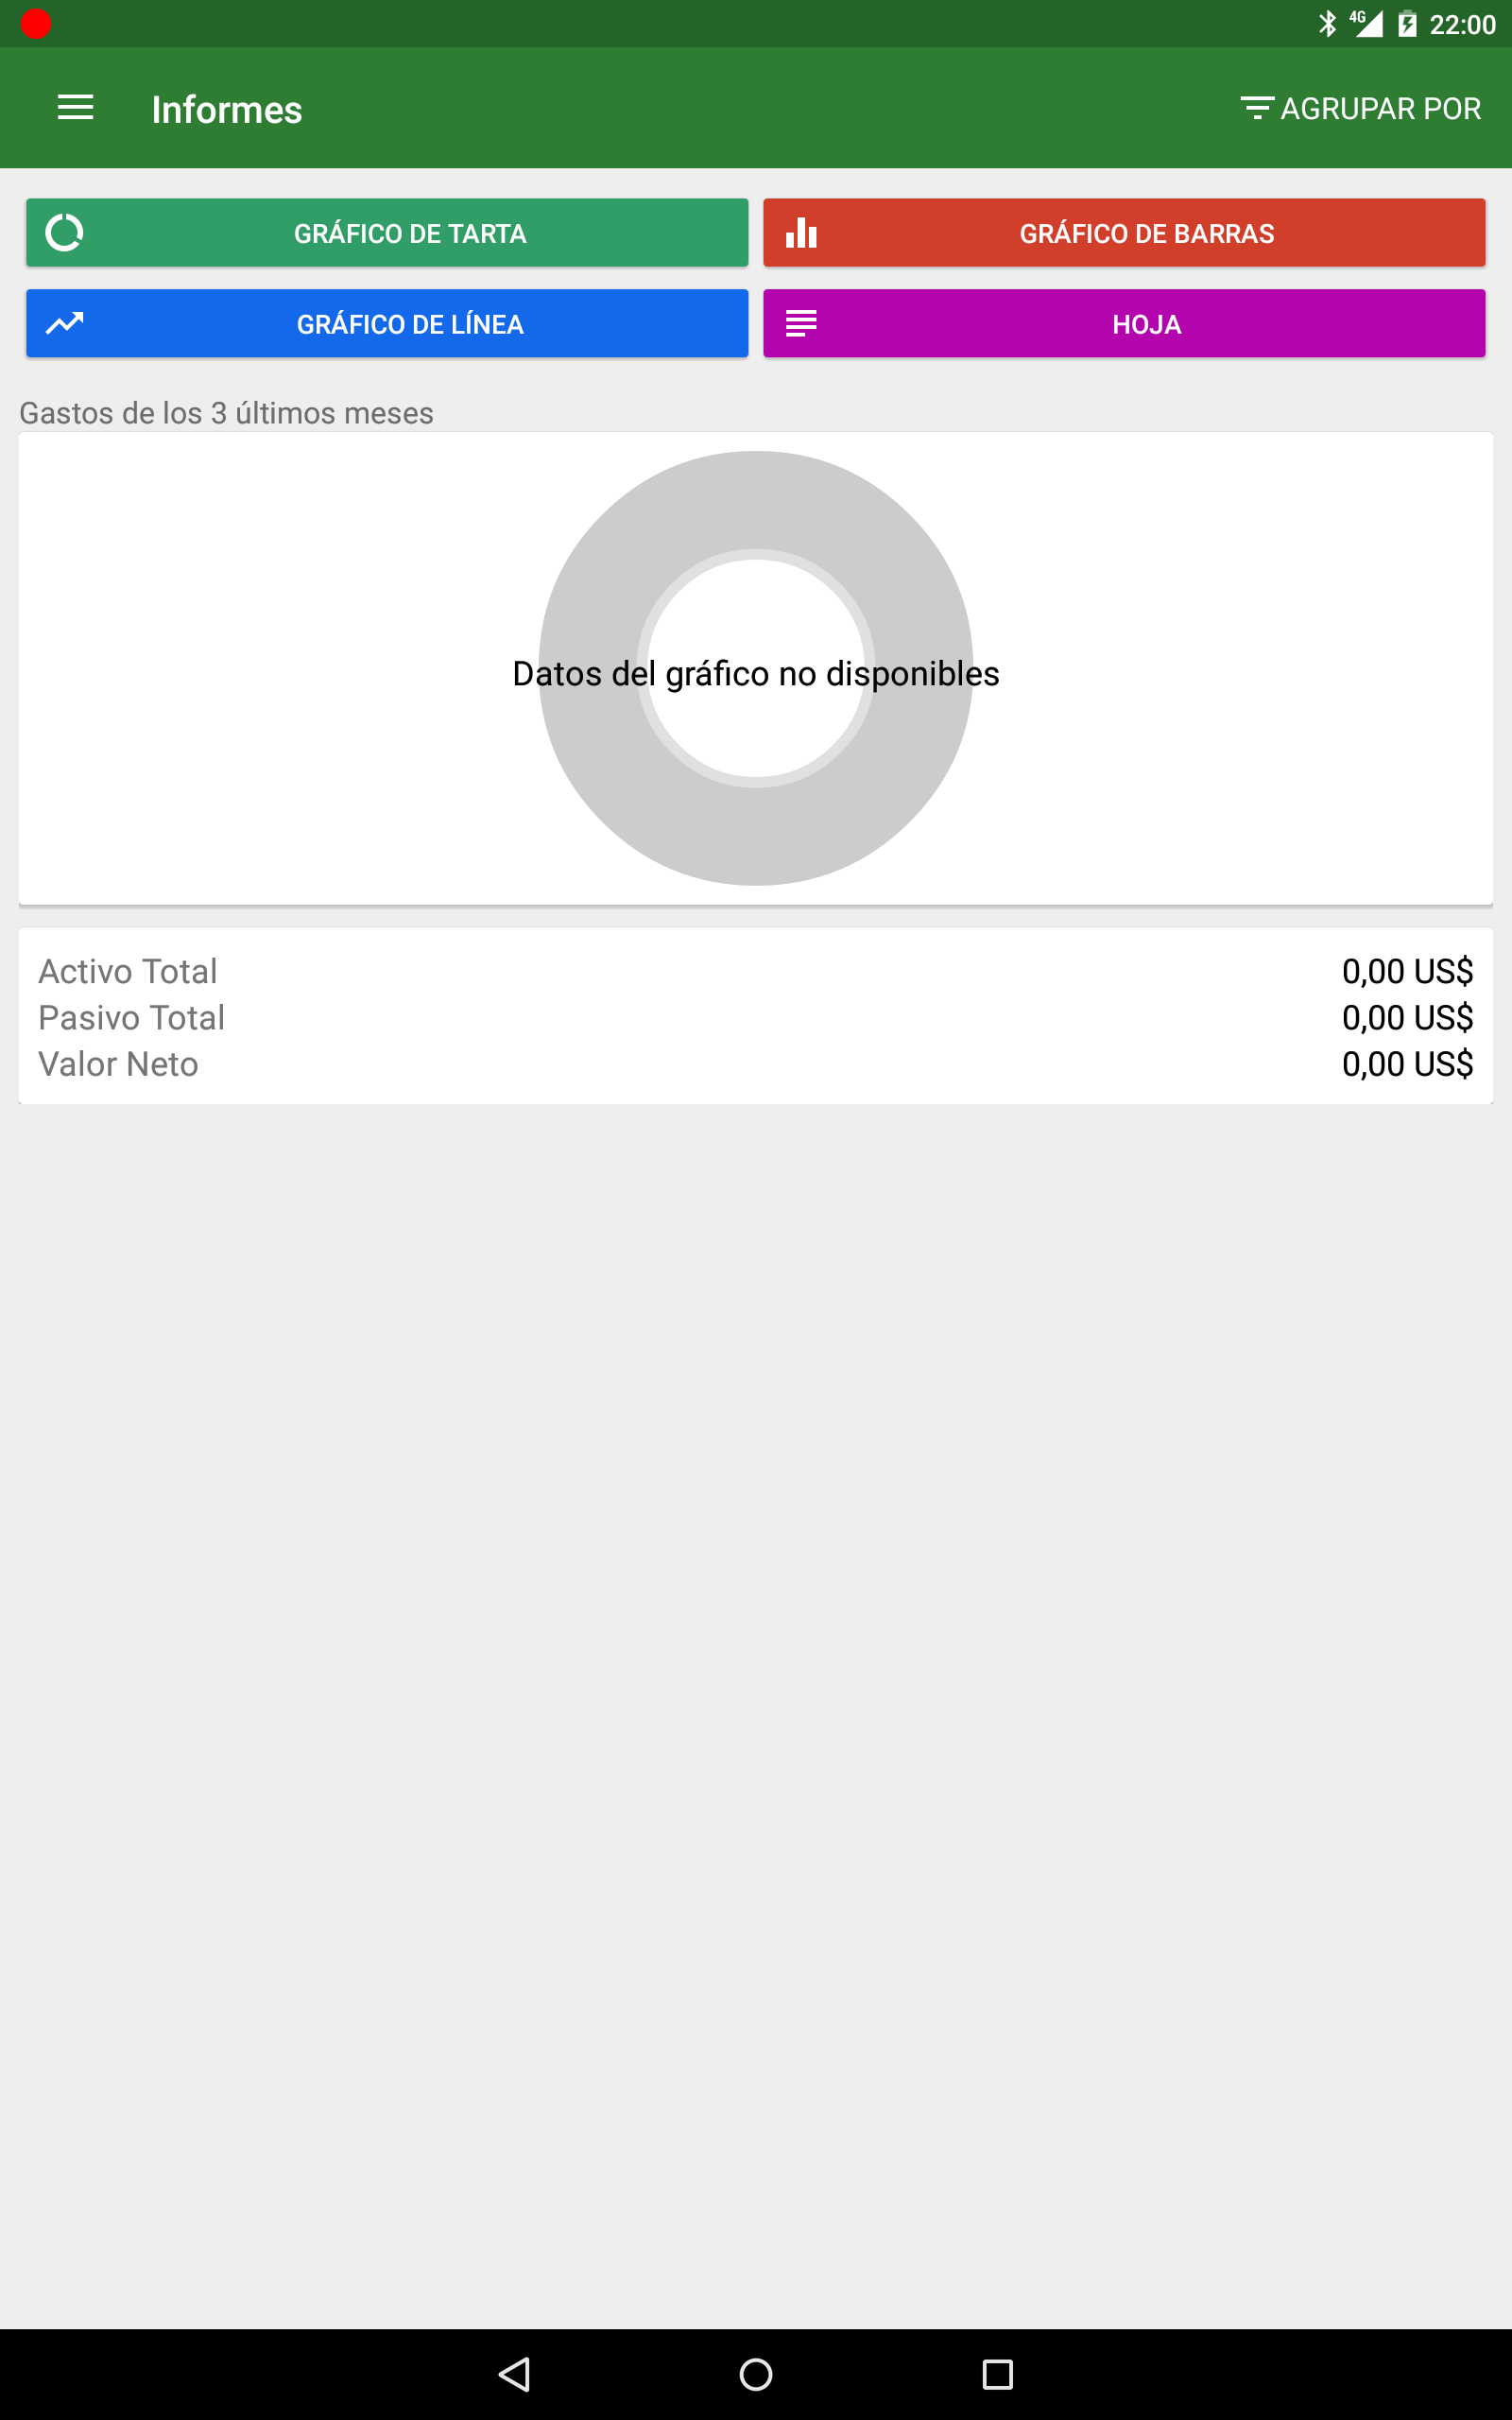 4G 22:00
Informes
AGRUPAR POR
GRÁFICO DE TARTA
GRÁFICO DE BARRAS
GRÁFICO DE LÍNEA
HOJA
Gastos de los 3 últimos meses
Datos del gráfico no disponibles
Activo Total 0,00 US$
Pasivo Total 0,00 US$
Valor Neto 0,00 US$